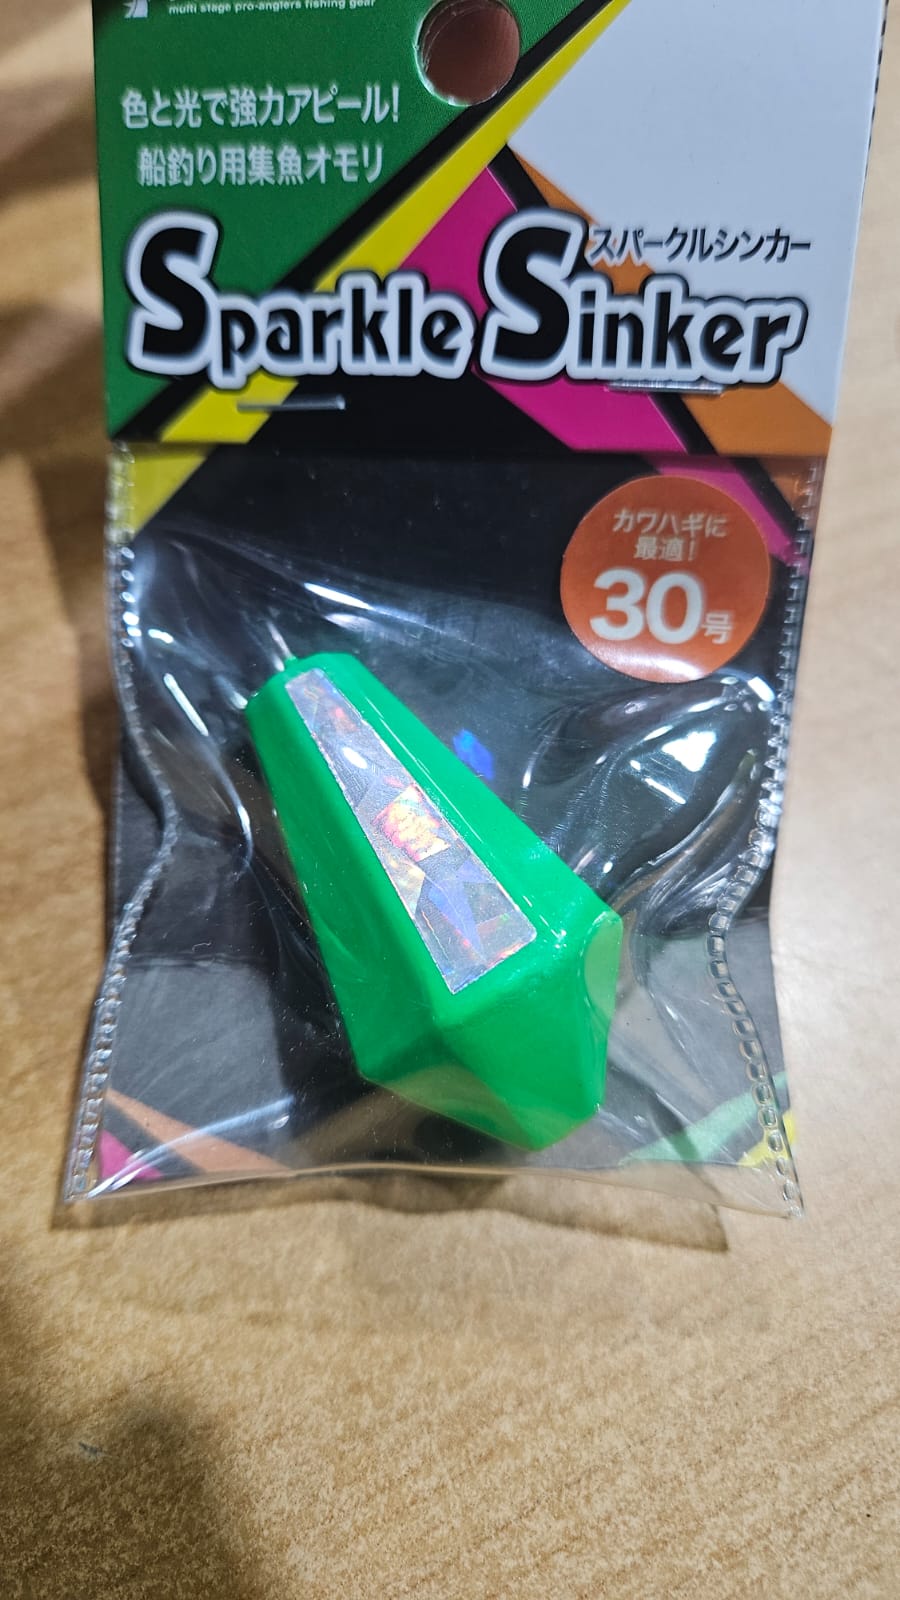 multi stage pro-anglers fishing gear
色と光で強力アピール!
船釣り用集魚オモリ
スパークルシンカー
Sparkle Sinker
カワハギに
最適!
30号